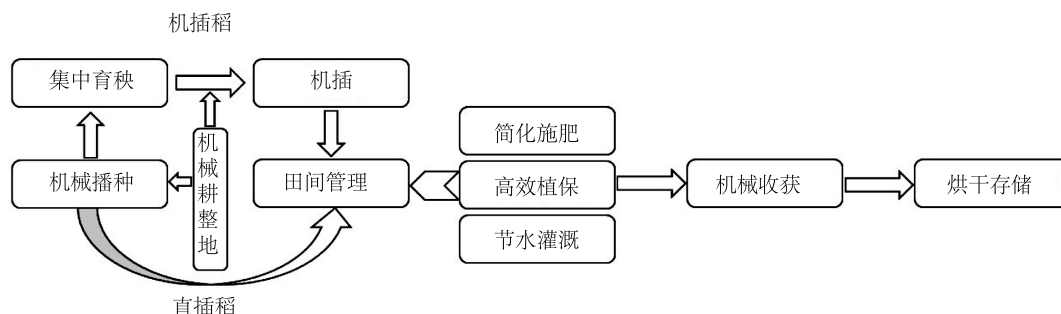 机插稻
集中育秧
机插
机械耕整地
简化施肥
机械播种
田间管理
高效植保
机械收获
烘干存储
节水灌溉
直插稻